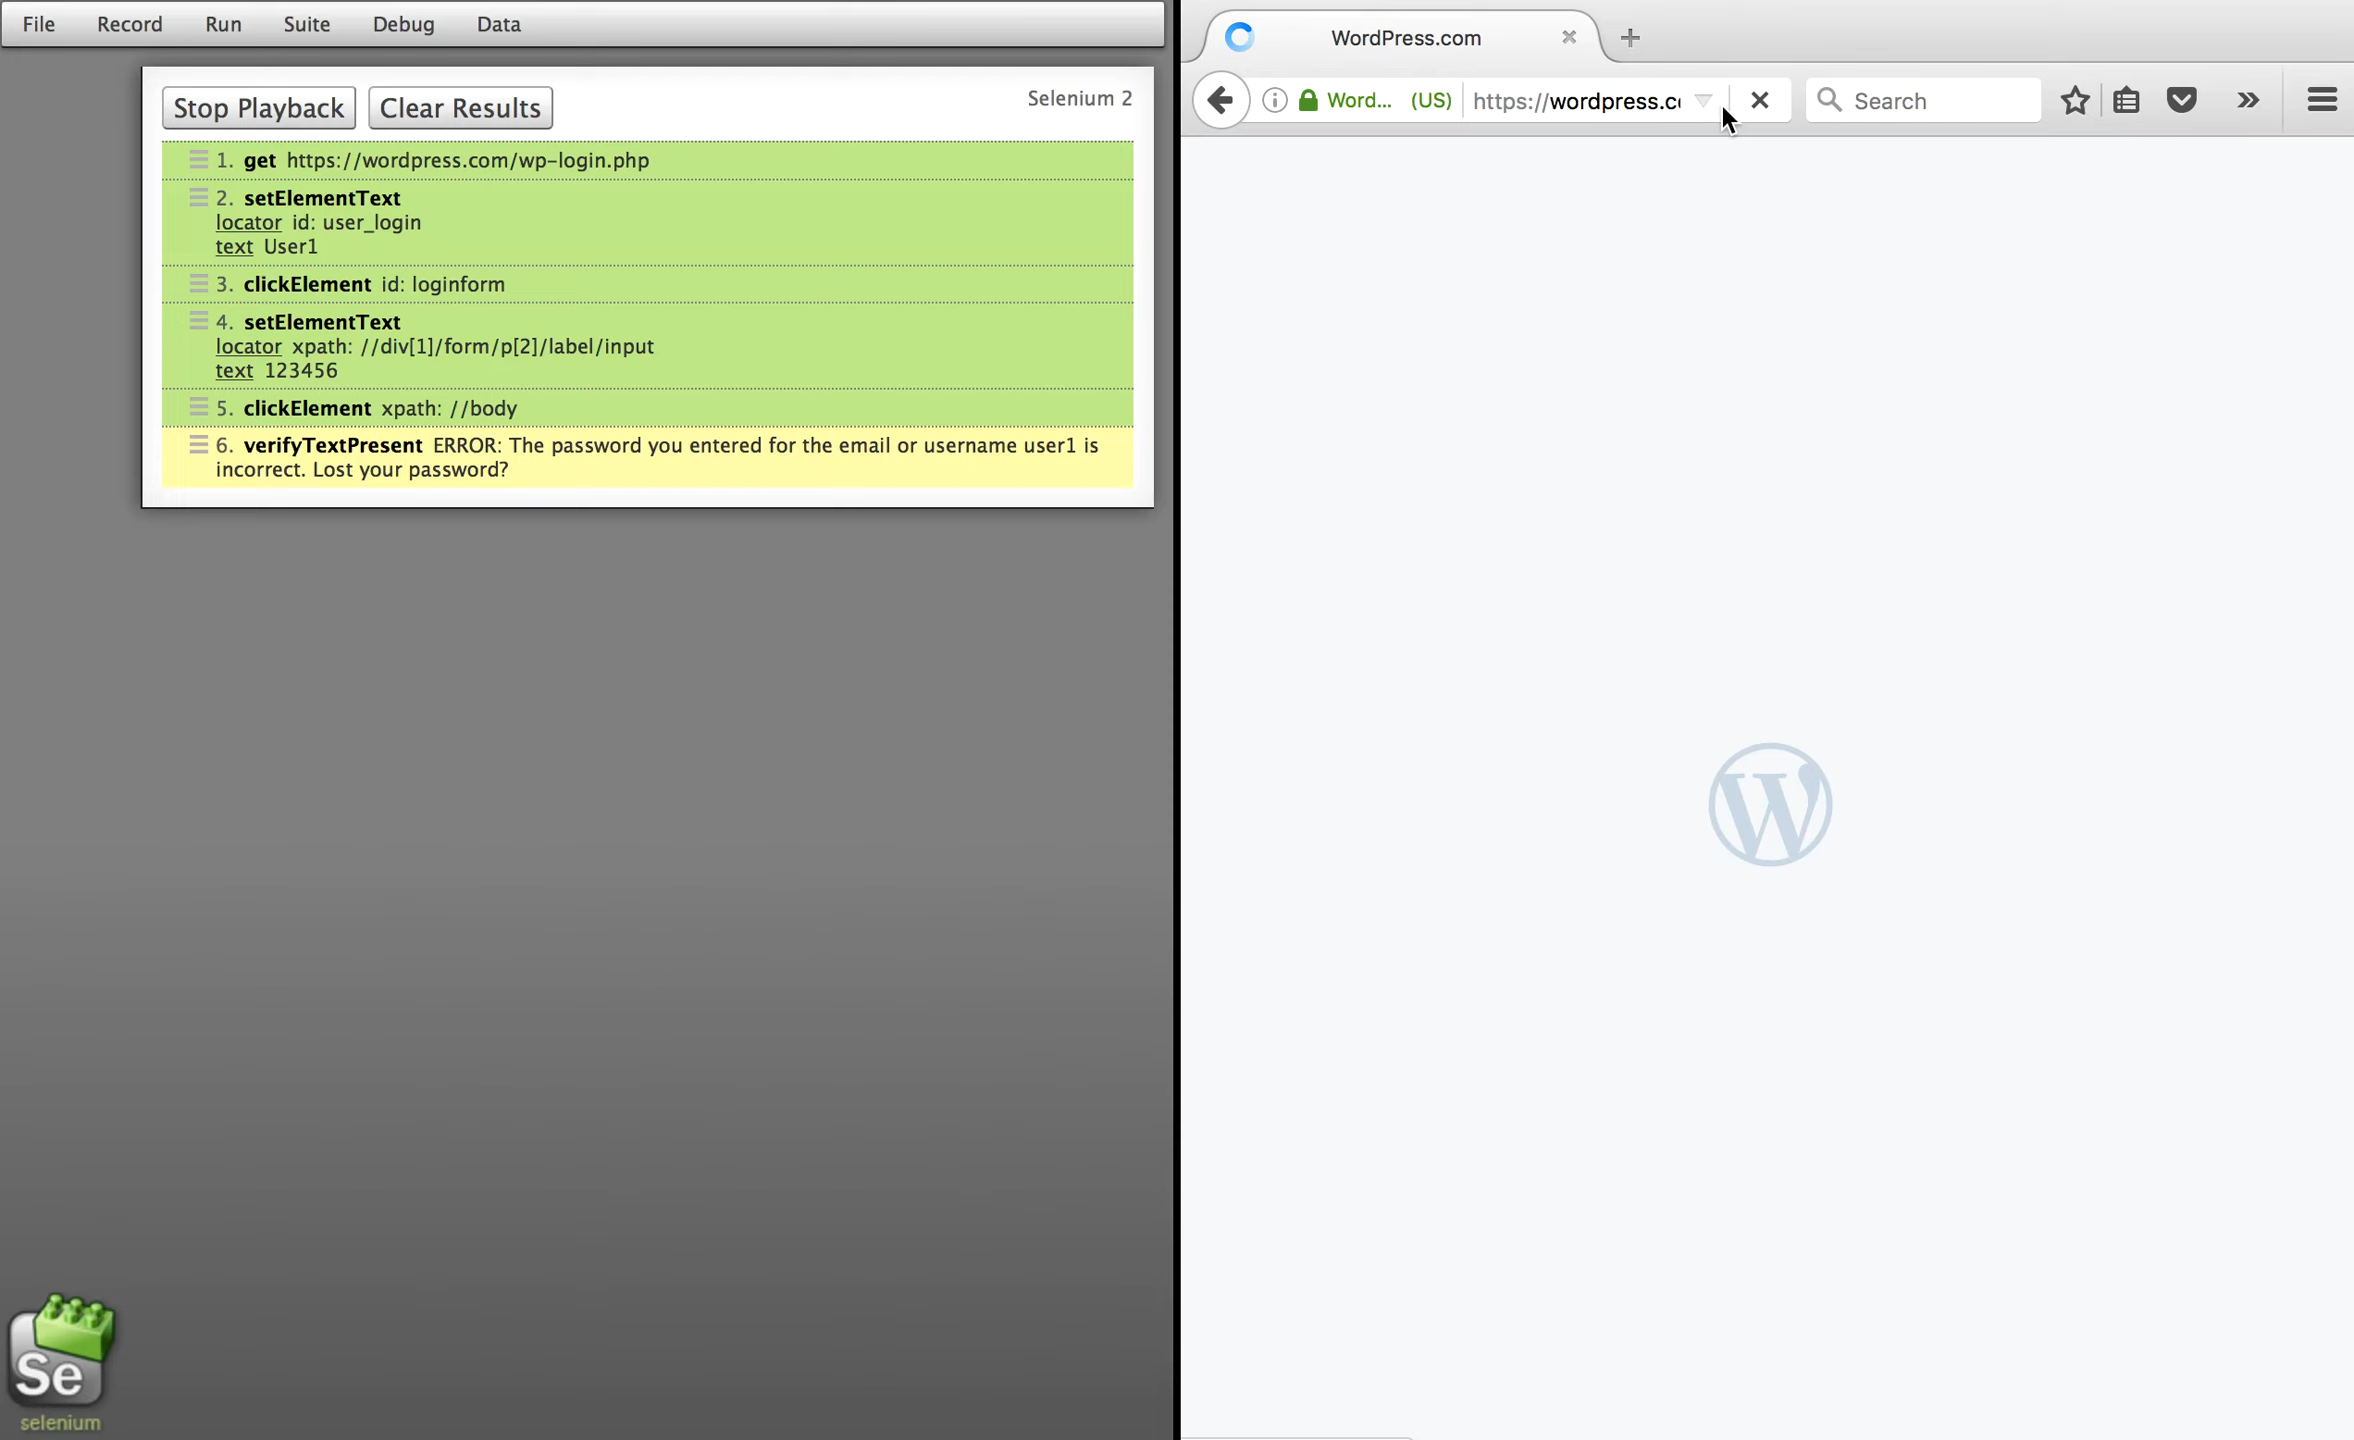 File Record Run Suite Debug Data
Stop Playback Clear Results Selenium 2
1. get https://wordpress.com/wp-login.php
2. setElementText
locator id: user_login
text User1
3. clickElement id: loginform
4. setElementText
locator xpath: //div[1]/form/p[2]/label/input
text 123456
5. clickElement xpath: //body
6. verifyTextPresent ERROR: The password you entered for the email or username user1 is
incorrect. Lost your password?
Se
selenium
WordPress.com
Word... (US) https://wordpress.c Search
W